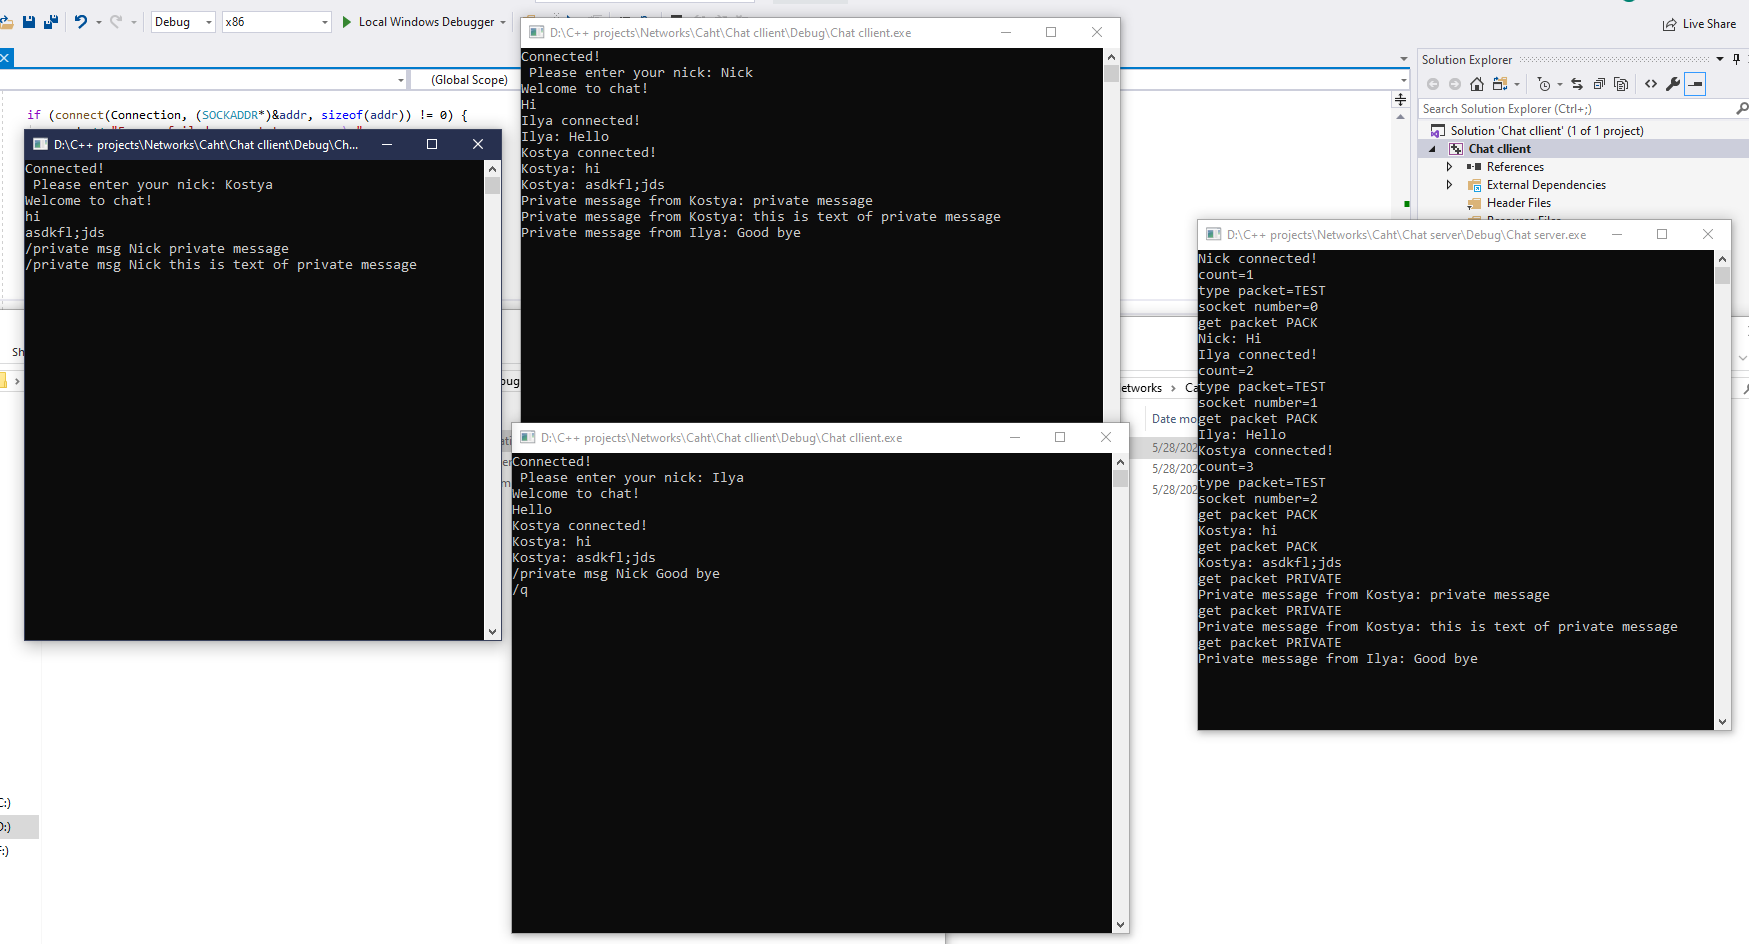 Debug
x86
Local Windows Debugger
Live Share
(Global Scope)
if (connect(Connection, (SOCKADDR*)&addr, sizeof(addr)) != 0) {
D:\C++ projects\Networks\Caht\Chat cllient\Debug\Ch...
Connected!
Please enter your nick: Kostya
Welcome to chat!
hi
asdkfl;jds
/private msg Nick private message
/private msg Nick this is text of private message
D:\C++ projects\Networks\Caht\Chat cllient\Debug\Chat cllient.exe
Connected!
Please enter your nick: Nick
Welcome to chat!
Hi
Ilya connected!
Ilya: Hello
Kostya connected!
Kostya: hi
Kostya: asdkfl;jds
Private message from Kostya: private message
Private message from Kostya: this is text of private message
Private message from Ilya: Good bye
D:\C++ projects\Networks\Caht\Chat cllient\Debug\Chat cllient.exe
Connected!
Please enter your nick: Ilya
Welcome to chat!
Hello
Kostya connected!
Kostya: hi
Kostya: asdkfl;jds
/private msg Nick Good bye
/q
Solution Explorer
Search Solution Explorer (Ctrl+;)
Solution 'Chat cllient' (1 of 1 project)
Chat cllient
References
External Dependencies
Header Files
D:\C++ projects\Networks\Caht\Chat server\Debug\Chat server.exe
Nick connected!
count=1
type packet=TEST
socket number=0
get packet PACK
Nick: Hi
Ilya connected!
count=2
type packet=TEST
socket number=1
get packet PACK
Ilya: Hello
Kostya connected!
count=3
type packet=TEST
socket number=2
get packet PACK
Kostya: hi
get packet PACK
Kostya: asdkfl;jds
get packet PRIVATE
Private message from Kostya: private message
get packet PRIVATE
Private message from Kostya: this is text of private message
get packet PRIVATE
Private message from Ilya: Good bye
etworks > Ca
Date mo
5/28/202
5/28/202
5/28/202
Sh
bug
C:)
D:)
F:)